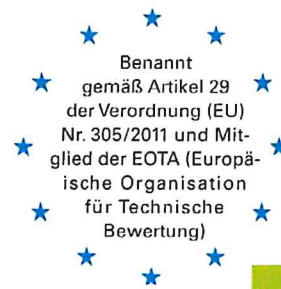 Benannt
gemäß Artikel 29
der Verordnung (EU)
Nr. 305/2011 und Mit-
glied der EOTA (Europä-
ische Organisation
für Technische
Bewertung)